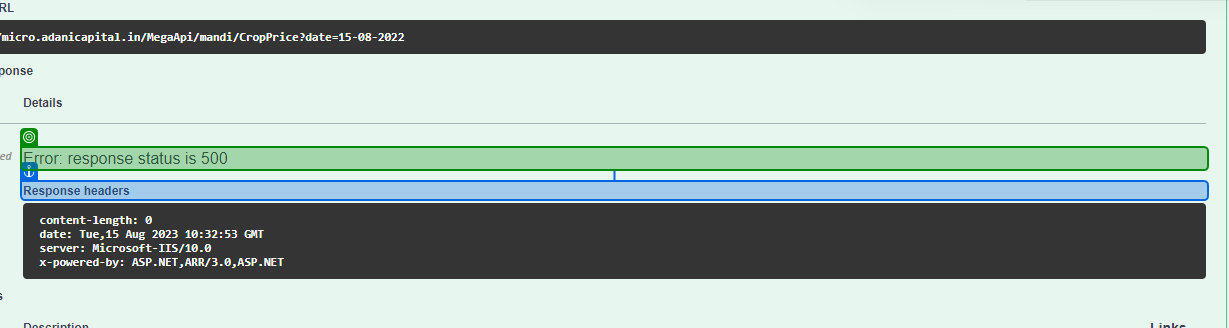 RL
/micro.adanicapital.in/MegaApi/mandi/CropPrice?date=15-08-2022
ponse
Details
ed
Error: response status is 500
Response headers
content-length: 0
date: Tue,15 Aug 2023 10:32:53 GMT
server: Microsoft-IIS/10.0
x-powered-by: ASP.NET,ARR/3.0,ASP.NET
s
Description
Links